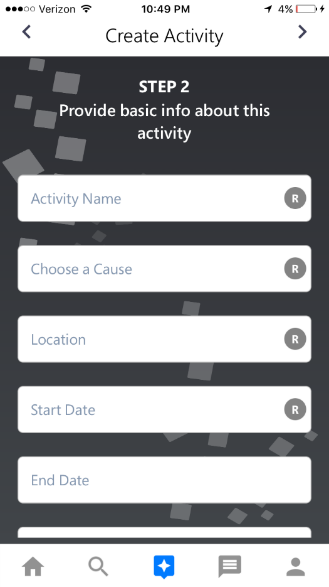 Verizon 10:49 PM 4%
Create Activity
STEP 2
Provide basic info about this
activity
Activity Name R
Choose a Cause R
Location R
Start Date R
End Date